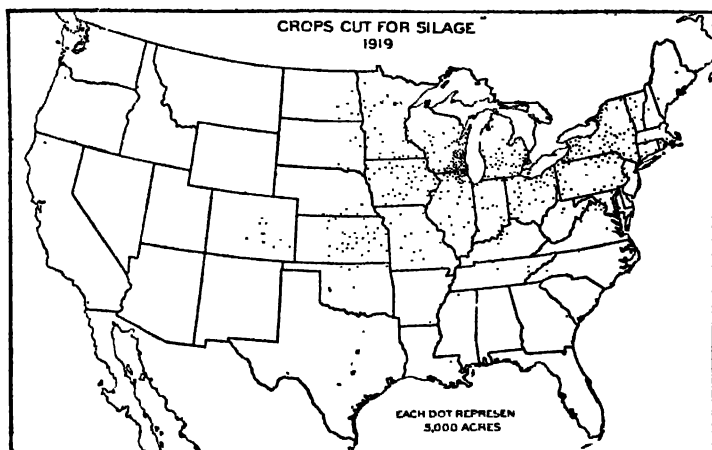 CROPS CUT FOR SILAGE
1919
EACH DOT REPRESEN
5,000 ACRES